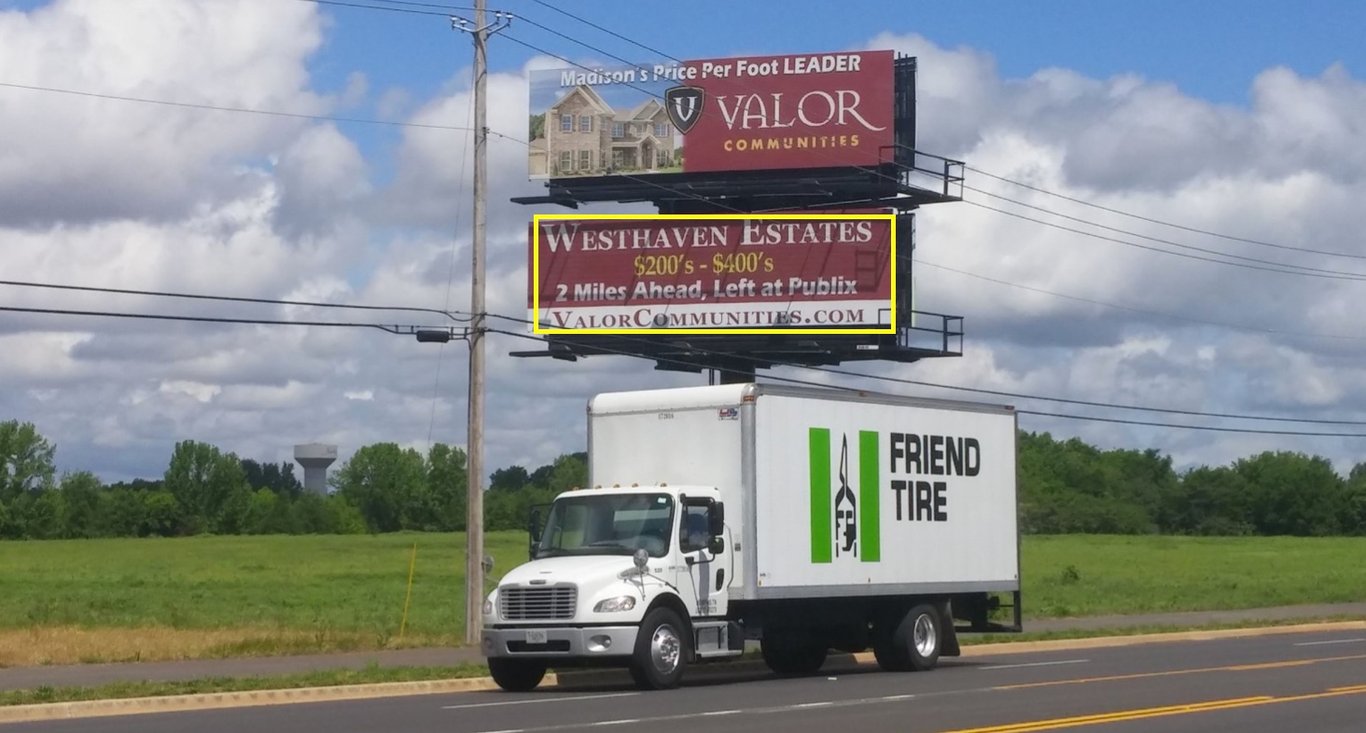 Madison's Price Per Foot LEADER
V VALOR
COMMUNITIES
WESTHAVEN ESTATES
$200's - $400's
2 Miles Ahead, Left at Publix
VALORCOMMUNITIES.COM
FRIEND
TIRE